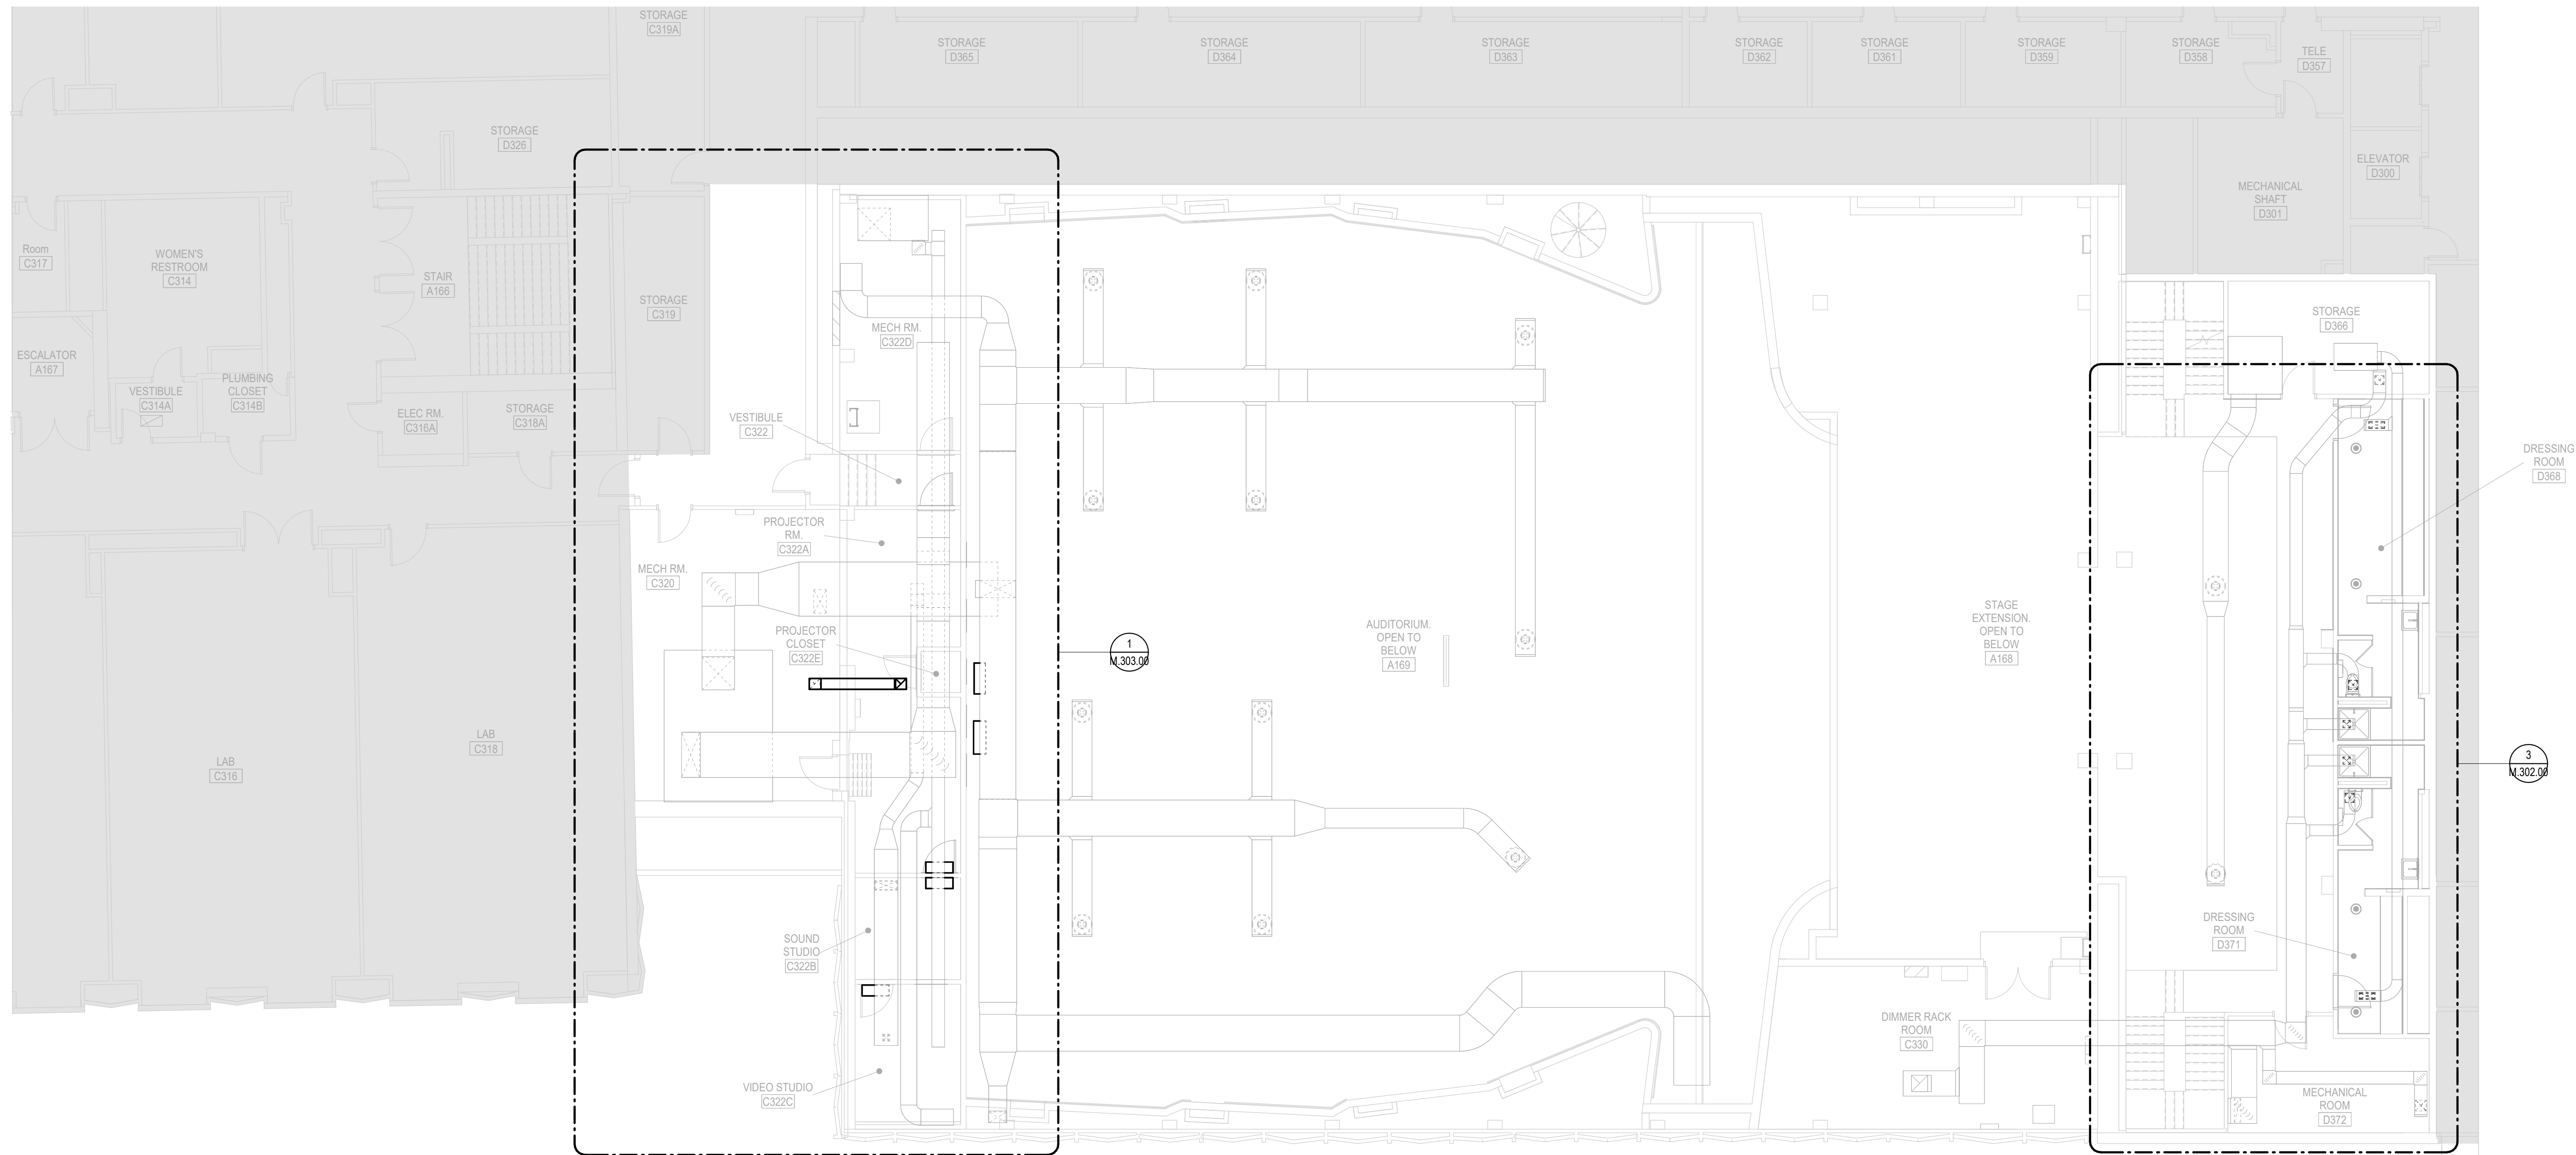 STORAGE
C319A
STORAGE
D365
STORAGE
D364
STORAGE
D363
STORAGE
D362
STORAGE
D361
STORAGE
D359
STORAGE
D358
TELE
D357
STORAGE
D326
ELEVATOR
D300
MECHANICAL
SHAFT
D301
Room
C317
WOMEN'S
RESTROOM
C314
STAIR
A166
STORAGE
C319
MECH RM.
C322D
STORAGE
D366
ESCALATOR
A167
VESTIBULE
C314A
PLUMBING
CLOSET
C314B
ELEC RM.
C316A
STORAGE
C318A
VESTIBULE
C322
DRESSING
ROOM
D368
PROJECTOR
RM.
C322A
MECH RM.
C320
PROJECTOR
CLOSET
C322E
1
M.303.00
AUDITORIUM.
OPEN TO
BELOW
A169
STAGE
EXTENSION.
OPEN TO
BELOW
A168
LAB
C318
LAB
C316
3
M.302.00
SOUND
STUDIO
C322B
DRESSING
ROOM
D371
DIMMER RACK
ROOM
C330
VIDEO STUDIO
C322C
MECHANICAL
ROOM
D372